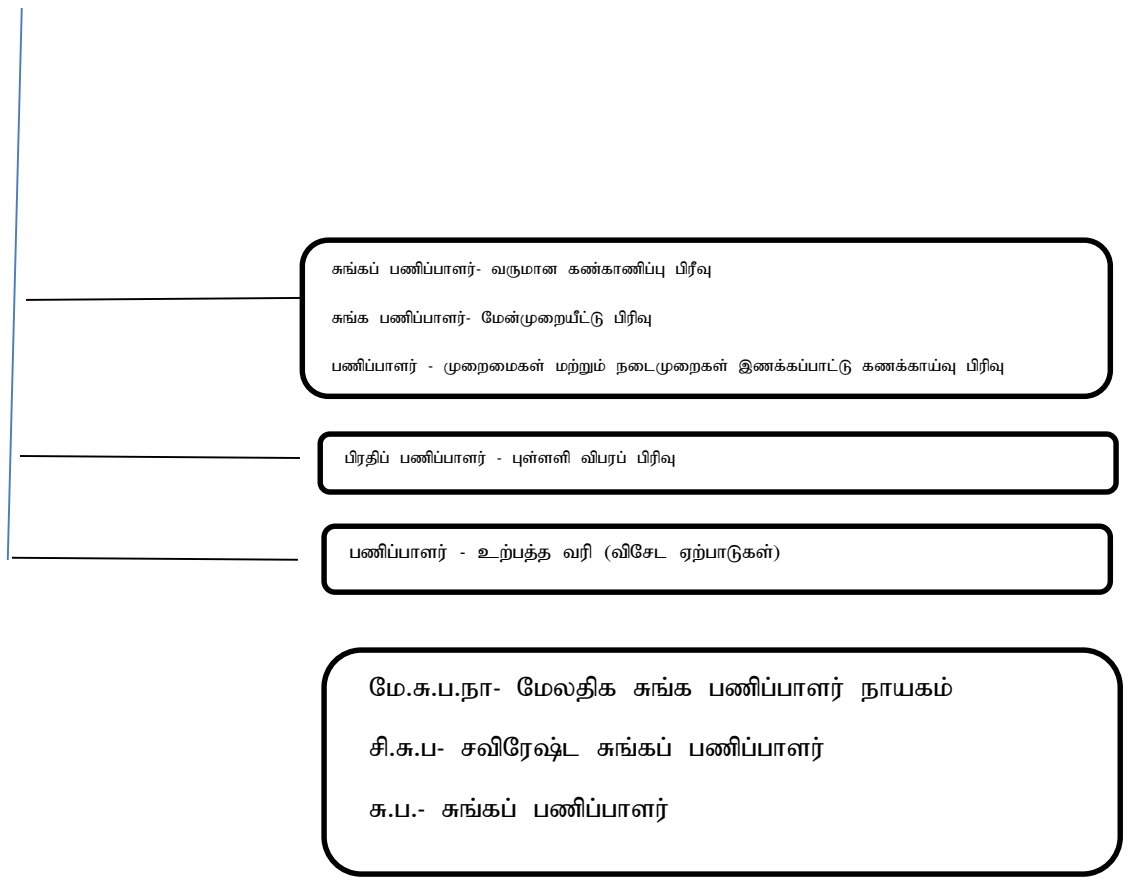 சுங்கப் பணிப்பாளர்- வருமான கண்காணிப்பு பிரீவு
சுங்க பணிப்பாளர்- மேன்முறையீட்டு பிரிவு
பணிப்பாளர் - முறைமைகள் மற்றும் நடைமுறைகள் இணக்கப்பாட்டு கணக்காய்வு பிரிவு
பிரதிப் பணிப்பாளர் - புள்ளளி விபரப் பிரிவு
பணிப்பாளர் - உற்பத்த வரி (விசேட ஏற்பாடுகள்)
மே.சு.ப.நா- மேலதிக சுங்க பணிப்பாளர் நாயகம்
சி.சு.ப- சவிரேஷ்ட சுங்கப் பணிப்பாளர்
சு.ப.- சுங்கப் பணிப்பாளர்